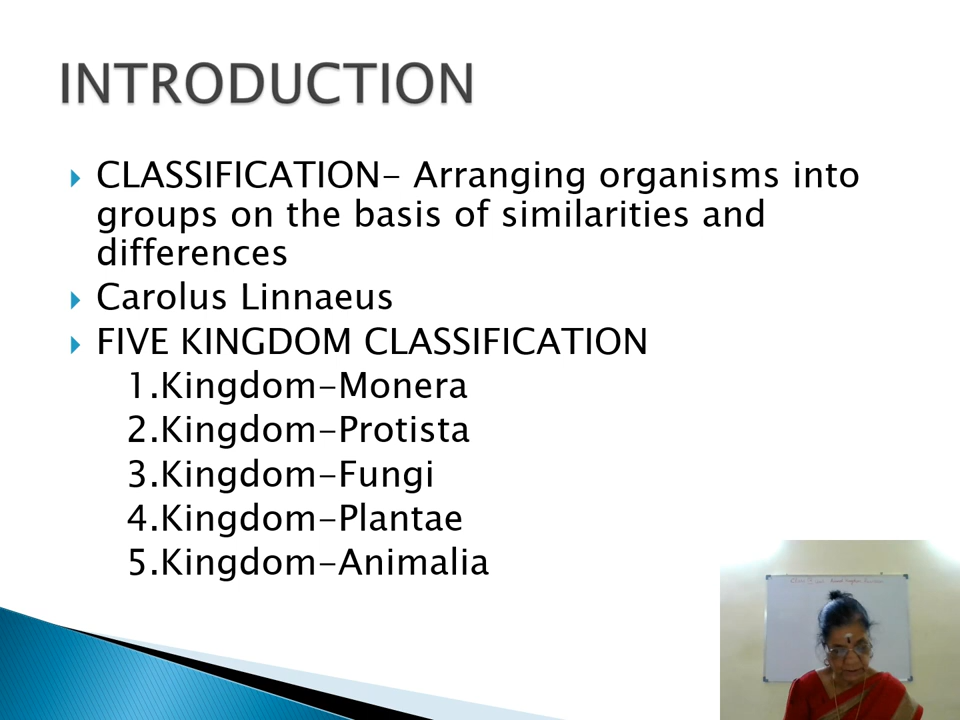 INTRODUCTION
CLASSIFICATION- Arranging organisms into
groups on the basis of similarities and
differences
Carolus Linnaeus
FIVE KINGDOM CLASSIFICATION
1.Kingdom-Monera
2.Kingdom-Protista
3.Kingdom-Fungi
4.Kingdom-Plantae
5.Kingdom-Animalia